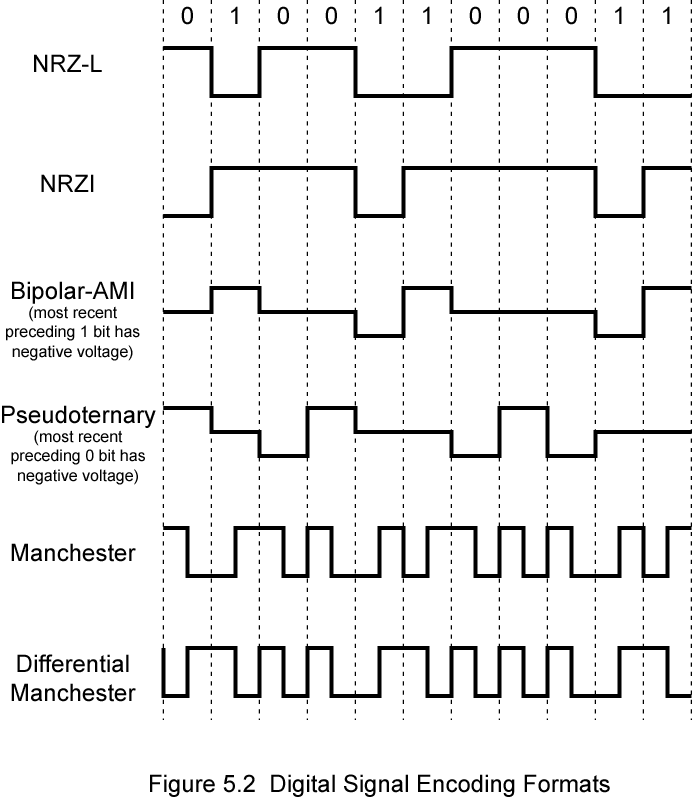 0 1 0 0 1 1 0 0 0 1 1
NRZ-L
NRZI
Bipolar-AMI
(most recent
preceding 1 bit has
negative voltage)
Pseudoternary
(most recent
preceding 0 bit has
negative voltage)
Manchester
Differential
Manchester
Figure 5.2 Digital Signal Encoding Formats